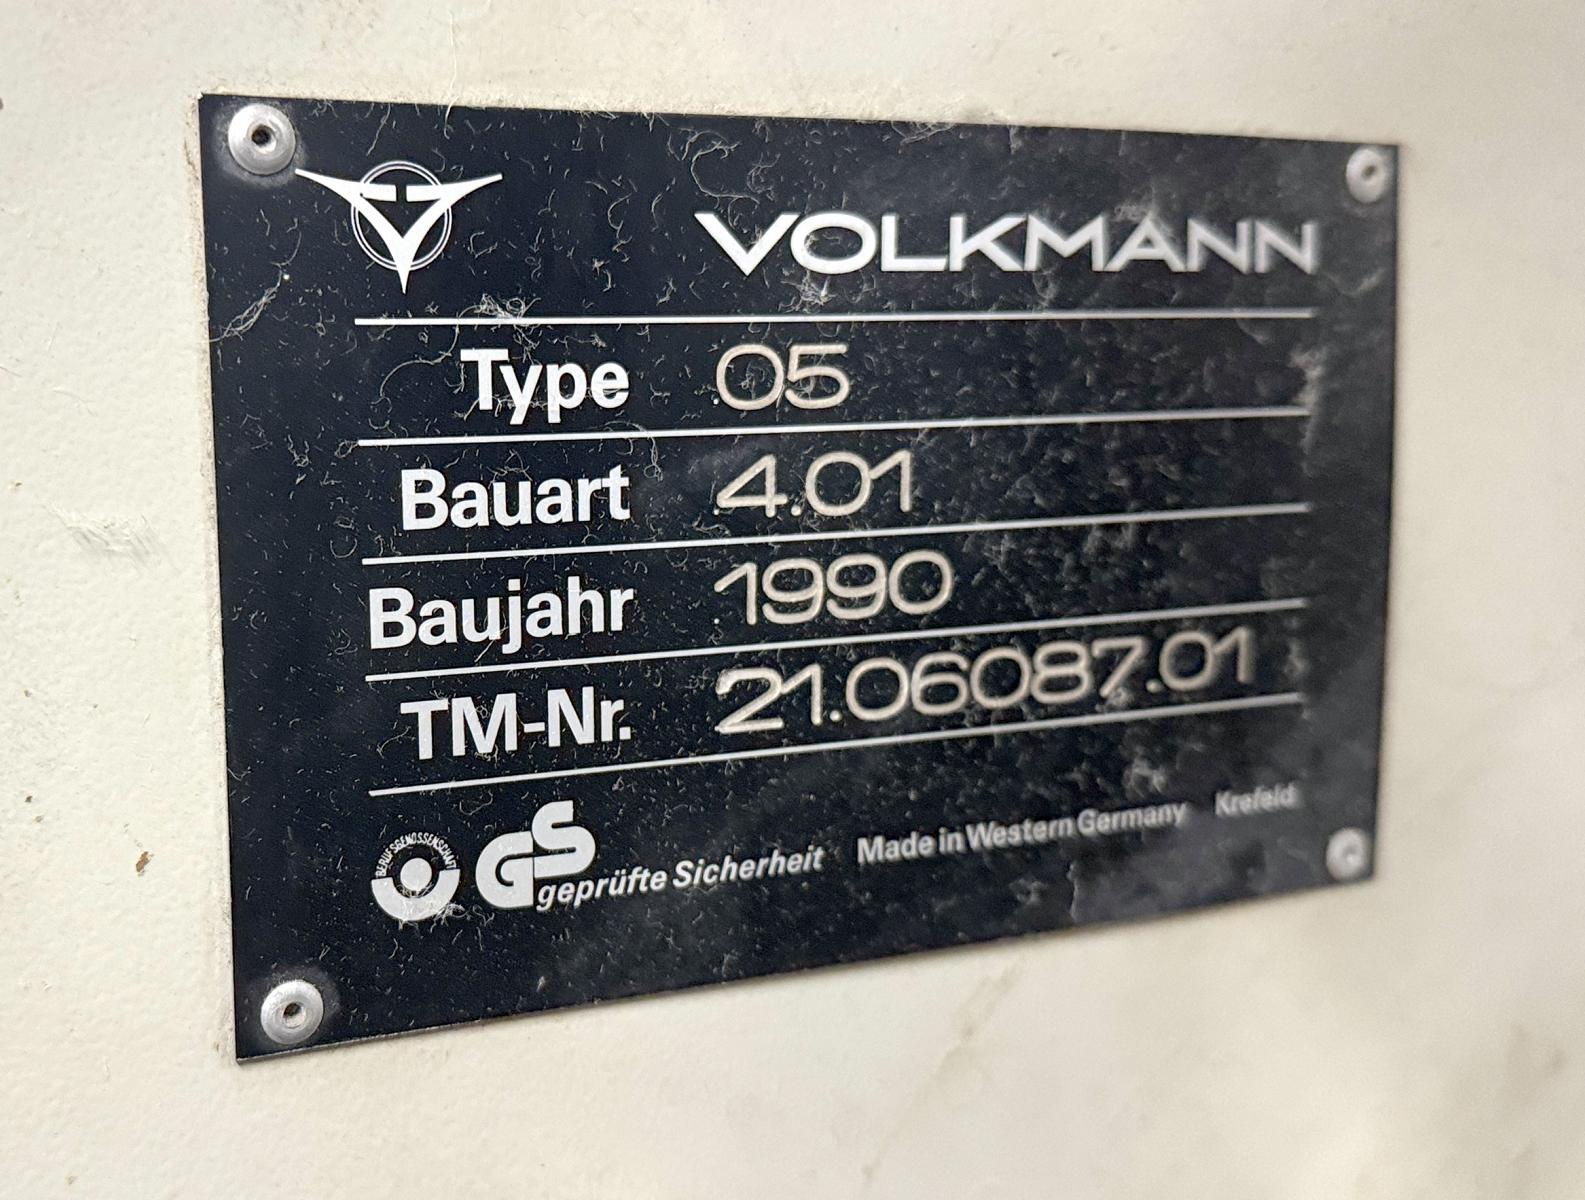 VOLKMANN
Type 05
Bauart 4.01
Baujahr 1990
TM-Nr. 21.06087.01
BERUFSGENOSSENSCHAFT
GS
geprüfte Sicherheit Made in Western Germany Krefeld